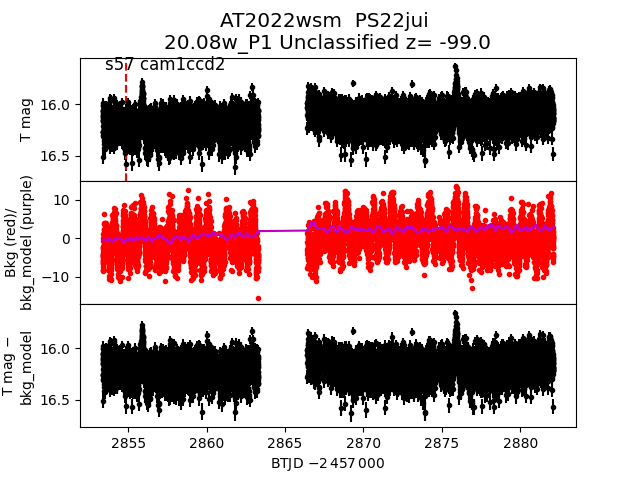 AT2022wsm  PS22jui
20.08w_P1 Unclassified z= -99.0
s57 cam1ccd2
T mag
16.0
16.5
Bkg (red)/
bkg_model (purple)
10
0
−10
T mag −
bkg_model
16.0
16.5
2855
2860
2865
2870
2875
2880
BTJD −2 457 000